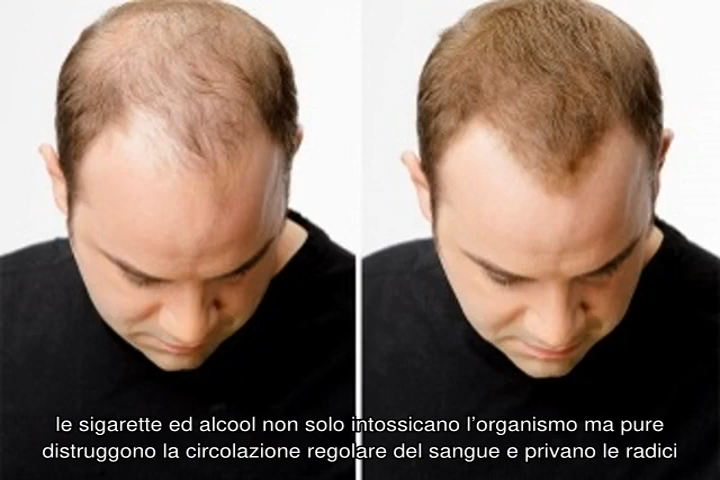 le sigarette ed alcool non solo intossicano l'organismo ma pure
distruggono la circolazione regolare del sangue e privano le radici